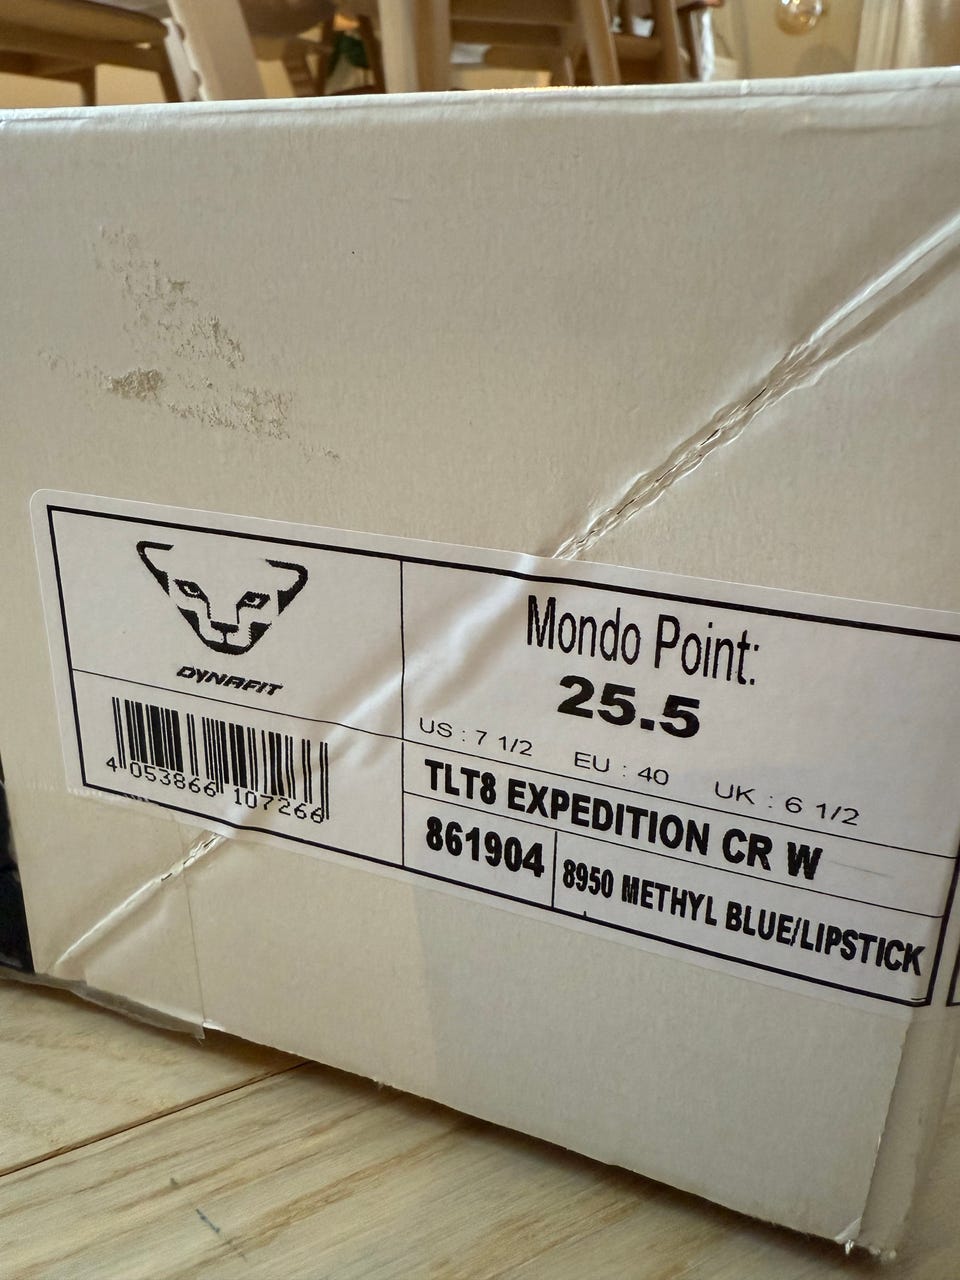 DYNAFIT
4 053866 107266
Mondo Point:
25.5
US : 7 1/2 EU : 40 UK : 6 1/2
TLT8 EXPEDITION CR W
861904
8950 METHYL BLUE/LIPSTICK